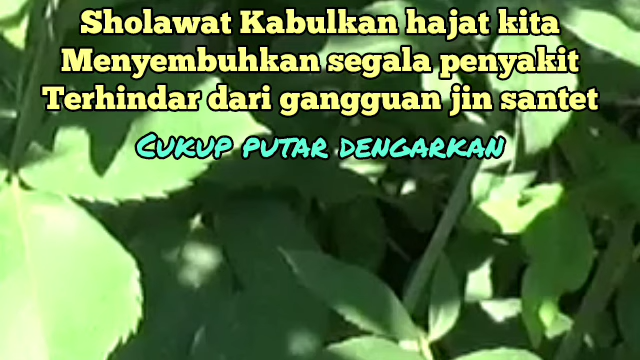 Sholawat Kabulkan hajat kita
Menyembuhkan segala penyakit
Terhindar dari gangguan jin santet
Cukup putar dengarkan